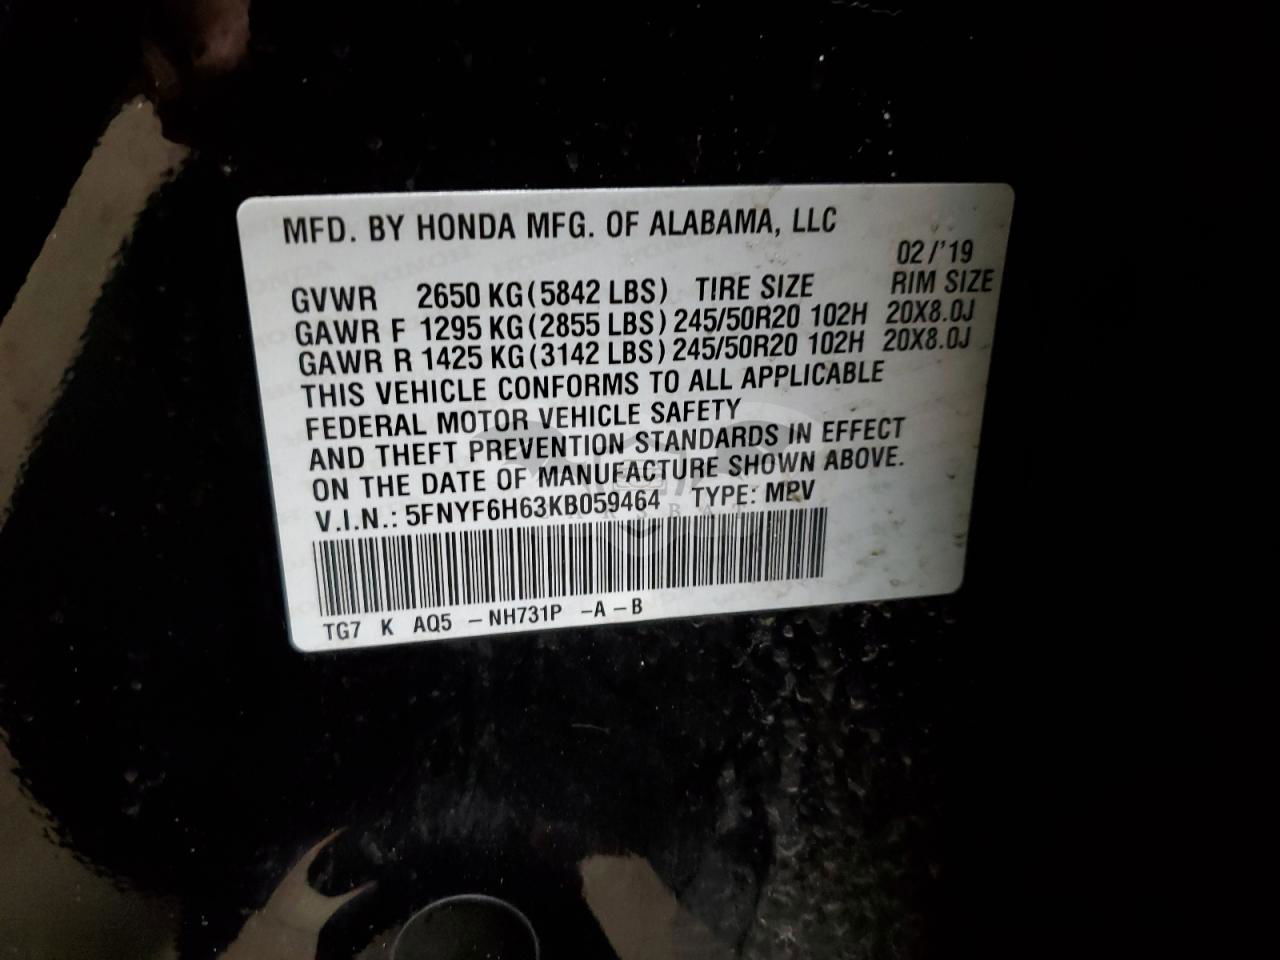 MFD. BY HONDA MFG. OF ALABAMA, LLC
02/'19
GVWR 2650 KG(5842 LBS) TIRE SIZE RIM SIZE
GAWR F 1295 KG(2855 LBS) 245/50R20 102H 20X8.0J
GAWR R 1425 KG(3142 LBS) 245/50R20 102H 20X8.0J
THIS VEHICLE CONFORMS TO ALL APPLICABLE
FEDERAL MOTOR VEHICLE SAFETY
AND THEFT PREVENTION STANDARDS IN EFFECT
ON THE DATE OF MANUFACTURE SHOWN ABOVE.
V.I.N.: 5FNYF6H63KB059464 TYPE: MPV
TG7 K AQ5 -NH731P -A-B